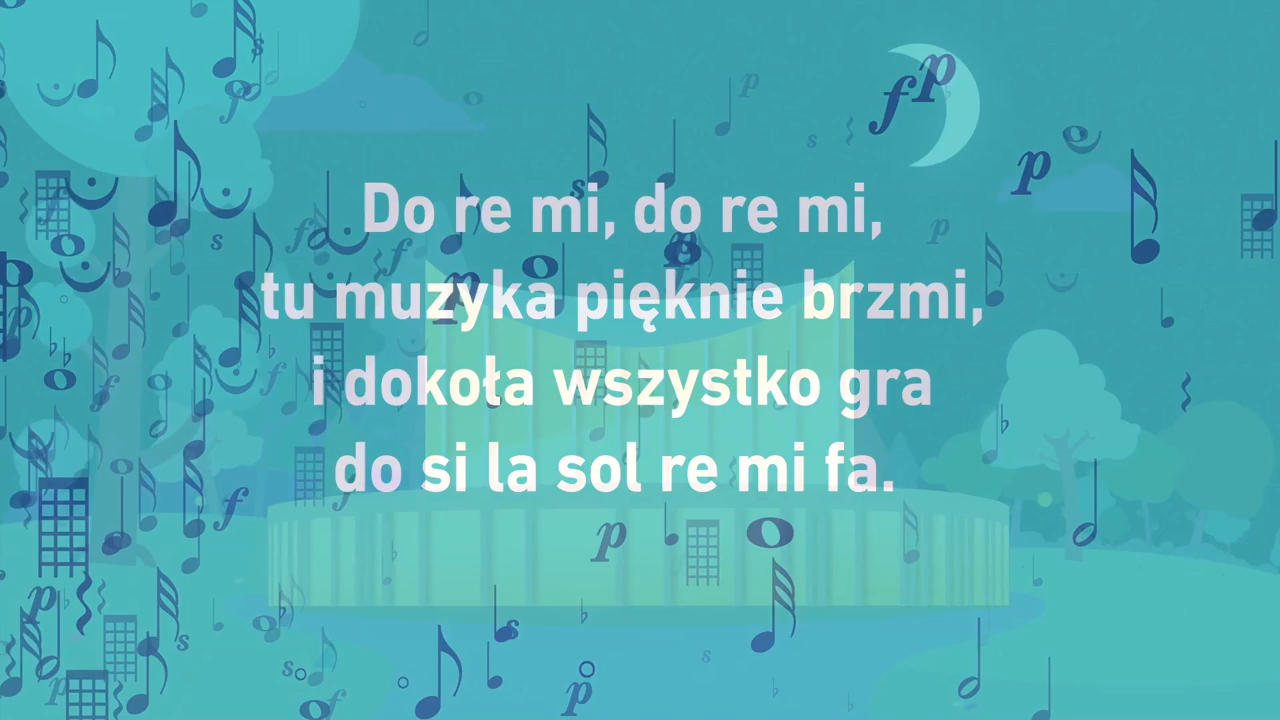 Do re mi, do re mi,
tu muzyka pięknie brzmi,
i dokoła wszystko gra
do si la sol re mi fa.